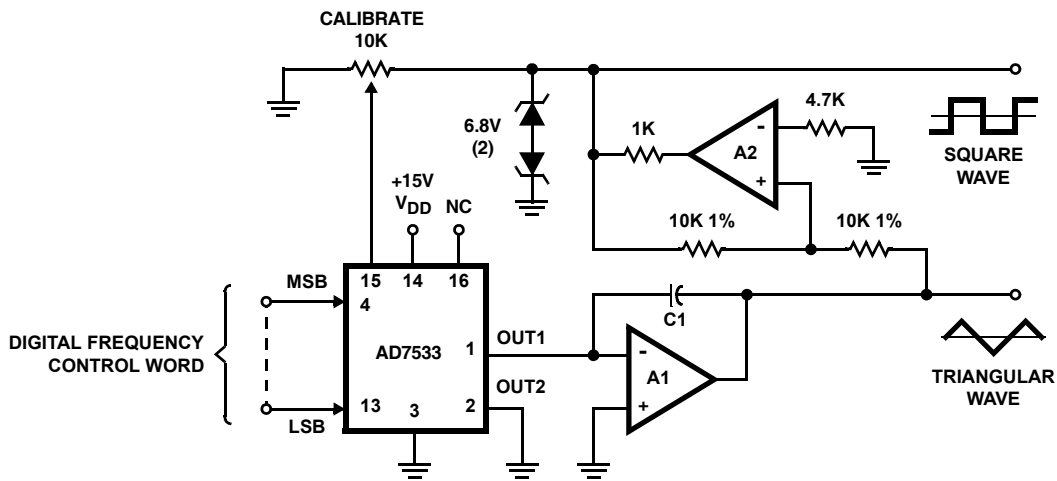 CALIBRATE
10K
6.8V
(2)
1K
4.7K
-
A2
+
SQUARE
WAVE
+15V
VDD
NC
10K 1%
10K 1%
15
14
16
MSB
4
DIGITAL FREQUENCY
CONTROL WORD
AD7533
1
OUT1
C1
-
A1
+
OUT2
TRIANGULAR
WAVE
LSB
13
3
2